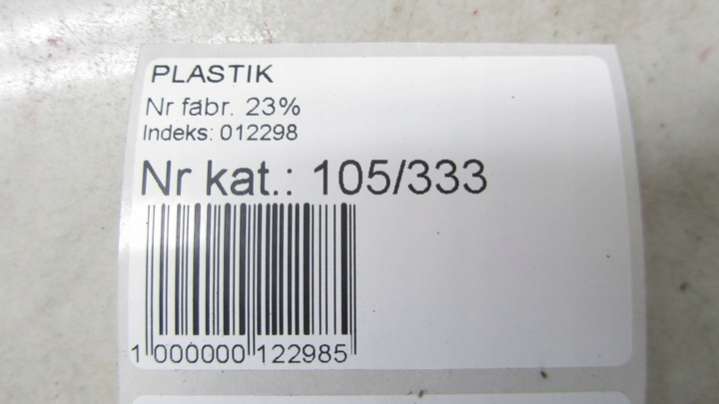 PLASTIK
Nr fabr. 23%
Indeks: 012298
Nr kat.: 105/333
1 000000 122985